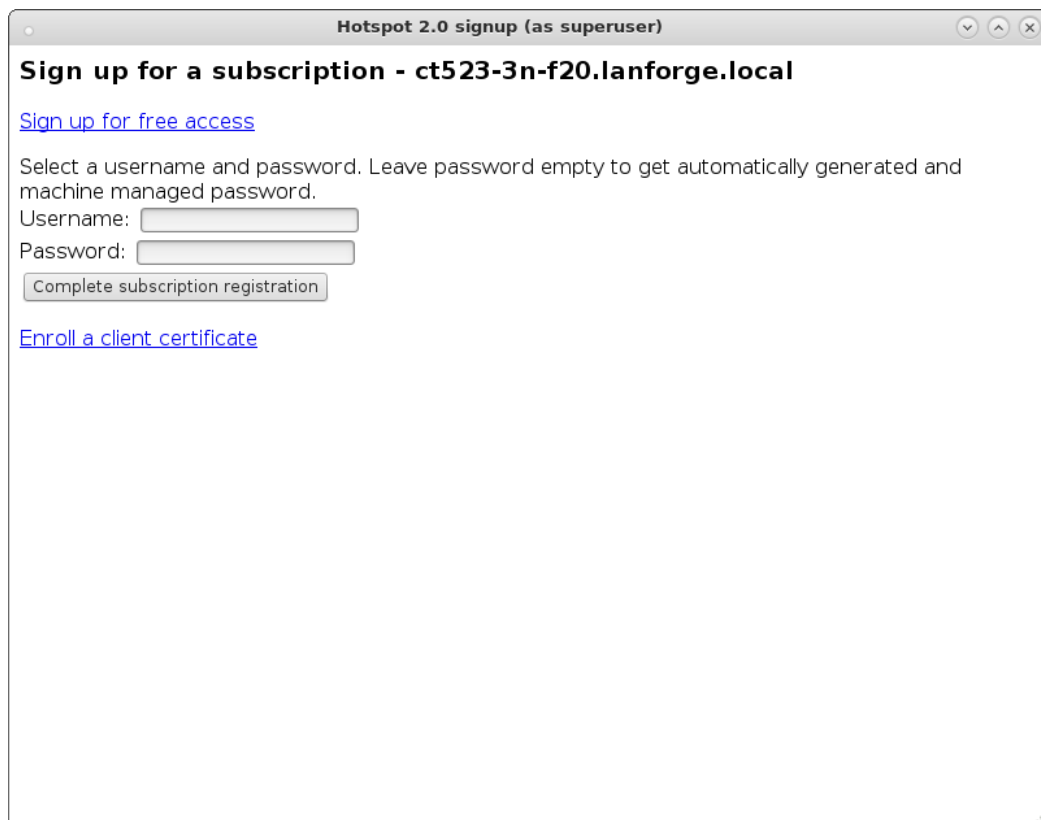 Hotspot 2.0 signup (as superuser)
Sign up for a subscription - ct523-3n-f20.lanforge.local
Sign up for free access
Select a username and password. Leave password empty to get automatically generated and
machine managed password.
Username:
Password:
Complete subscription registration
Enroll a client certificate